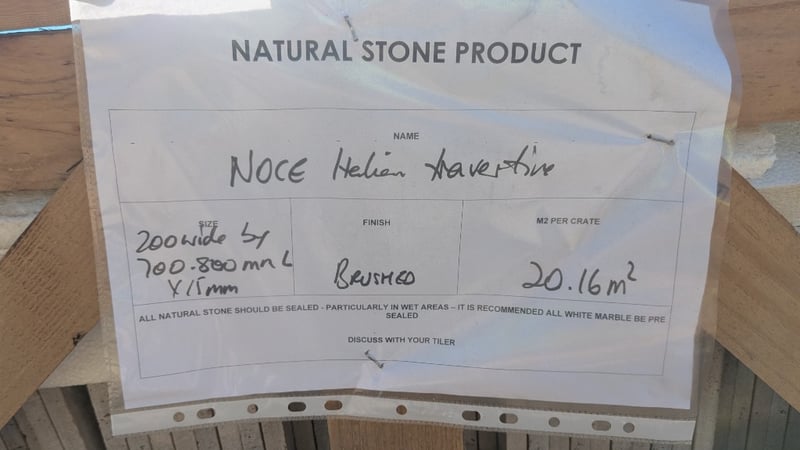 NATURAL STONE PRODUCT
NAME
NOCE Italian travertine
SIZE
200 wide by
700-800mm L
X 15mm
FINISH
BRUSHED
M2 PER CRATE
20.16m²
ALL NATURAL STONE SHOULD BE SEALED - PARTICULARLY IN WET AREAS – IT IS RECOMMENDED ALL WHITE MARBLE BE PRE
SEALED
DISCUSS WITH YOUR TILER